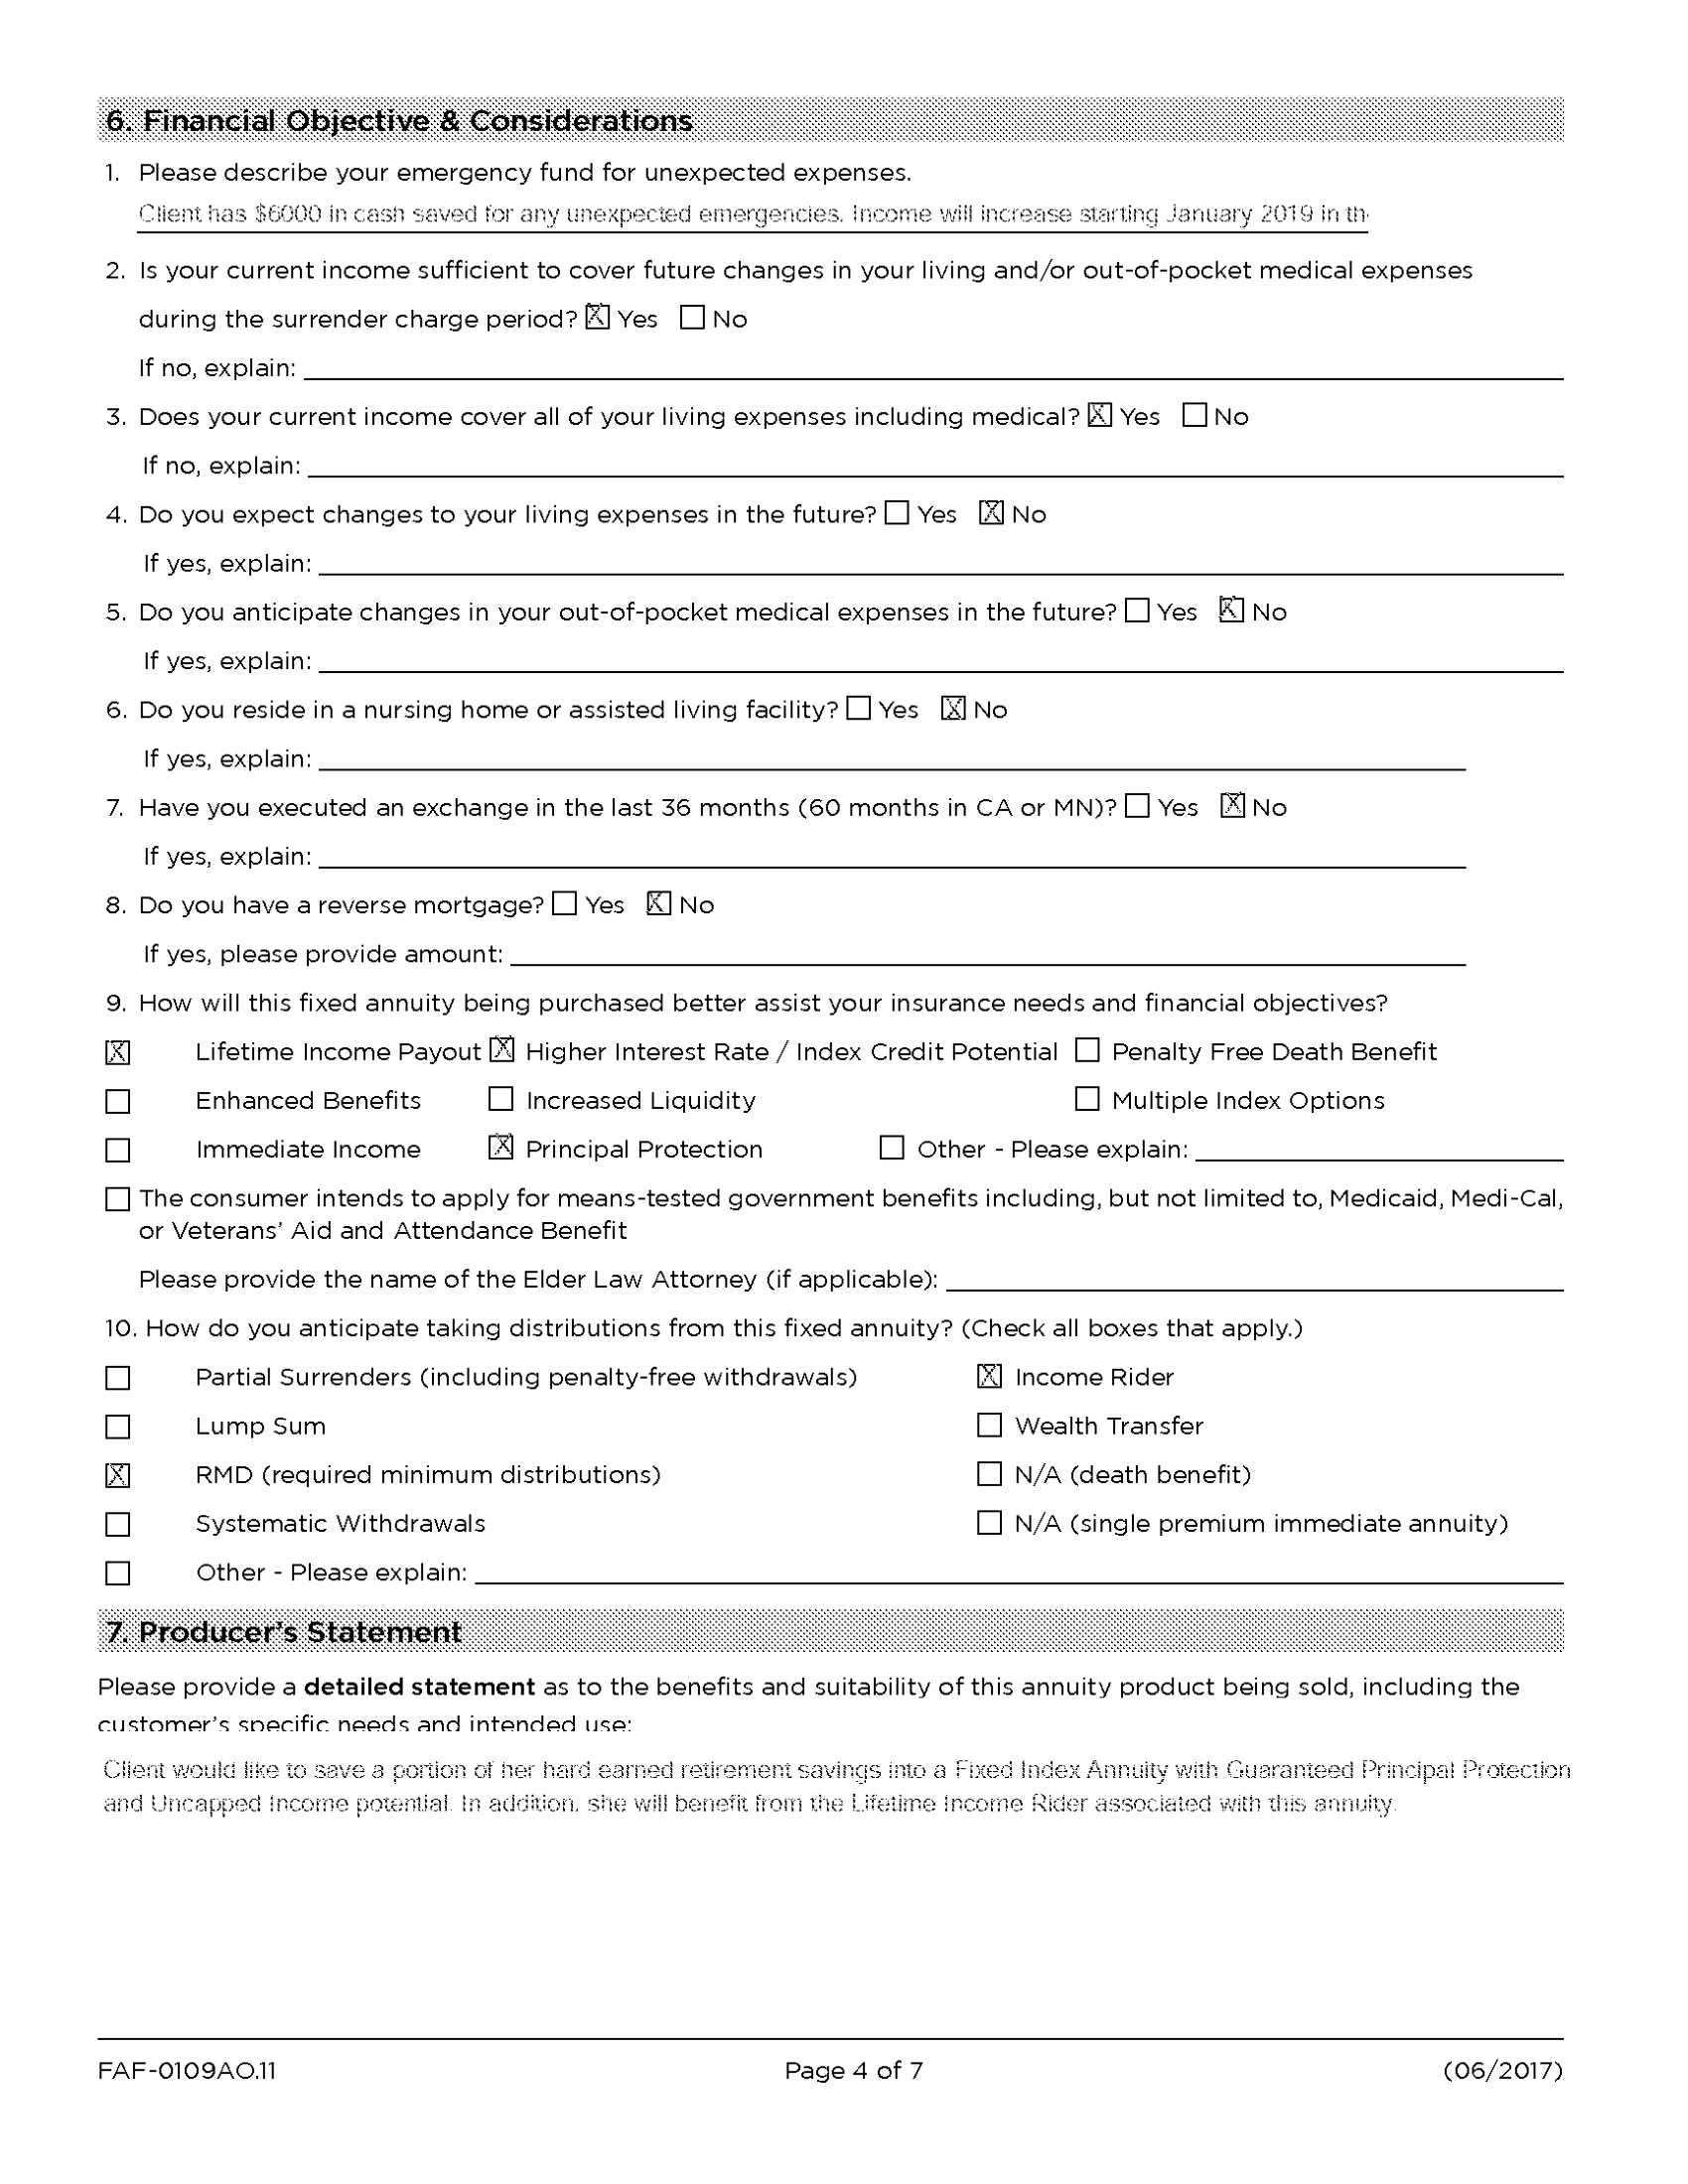 6. Financial Objective & Considerations
1. Please describe your emergency fund for unexpected expenses.
Client has $6000 in cash saved for any unexpected emergencies. Income will increase starting January 2019 in th
2. Is your current income sufficient to cover future changes in your living and/or out-of-pocket medical expenses
during the surrender charge period? X Yes No
If no, explain:
3. Does your current income cover all of your living expenses including medical? X Yes No
If no, explain:
4. Do you expect changes to your living expenses in the future? Yes X No
If yes, explain:
5. Do you anticipate changes in your out-of-pocket medical expenses in the future? Yes X No
If yes, explain:
6. Do you reside in a nursing home or assisted living facility? Yes X No
If yes, explain:
7. Have you executed an exchange in the last 36 months (60 months in CA or MN)? Yes X No
If yes, explain:
8. Do you have a reverse mortgage? Yes X No
If yes, please provide amount:
9. How will this fixed annuity being purchased better assist your insurance needs and financial objectives?
X Lifetime Income Payout X Higher Interest Rate / Index Credit Potential Penalty Free Death Benefit
Enhanced Benefits Increased Liquidity Multiple Index Options
Immediate Income X Principal Protection Other - Please explain:
The consumer intends to apply for means-tested government benefits including, but not limited to, Medicaid, Medi-Cal,
or Veterans' Aid and Attendance Benefit
Please provide the name of the Elder Law Attorney (if applicable):
10. How do you anticipate taking distributions from this fixed annuity? (Check all boxes that apply.)
Partial Surrenders (including penalty-free withdrawals) X Income Rider
Lump Sum Wealth Transfer
X RMD (required minimum distributions) N/A (death benefit)
Systematic Withdrawals N/A (single premium immediate annuity)
Other - Please explain:
7. Producer's Statement
Please provide a detailed statement as to the benefits and suitability of this annuity product being sold, including the
customer's specific needs and intended use:
Client would like to save a portion of her hard earned retirement savings into a Fixed Index Annuity with Guaranteed Principal Protection
and Uncapped Income potential. In addition, she will benefit from the Lifetime Income Rider associated with this annuity.
FAF-0109AO.11 Page 4 of 7 (06/2017)